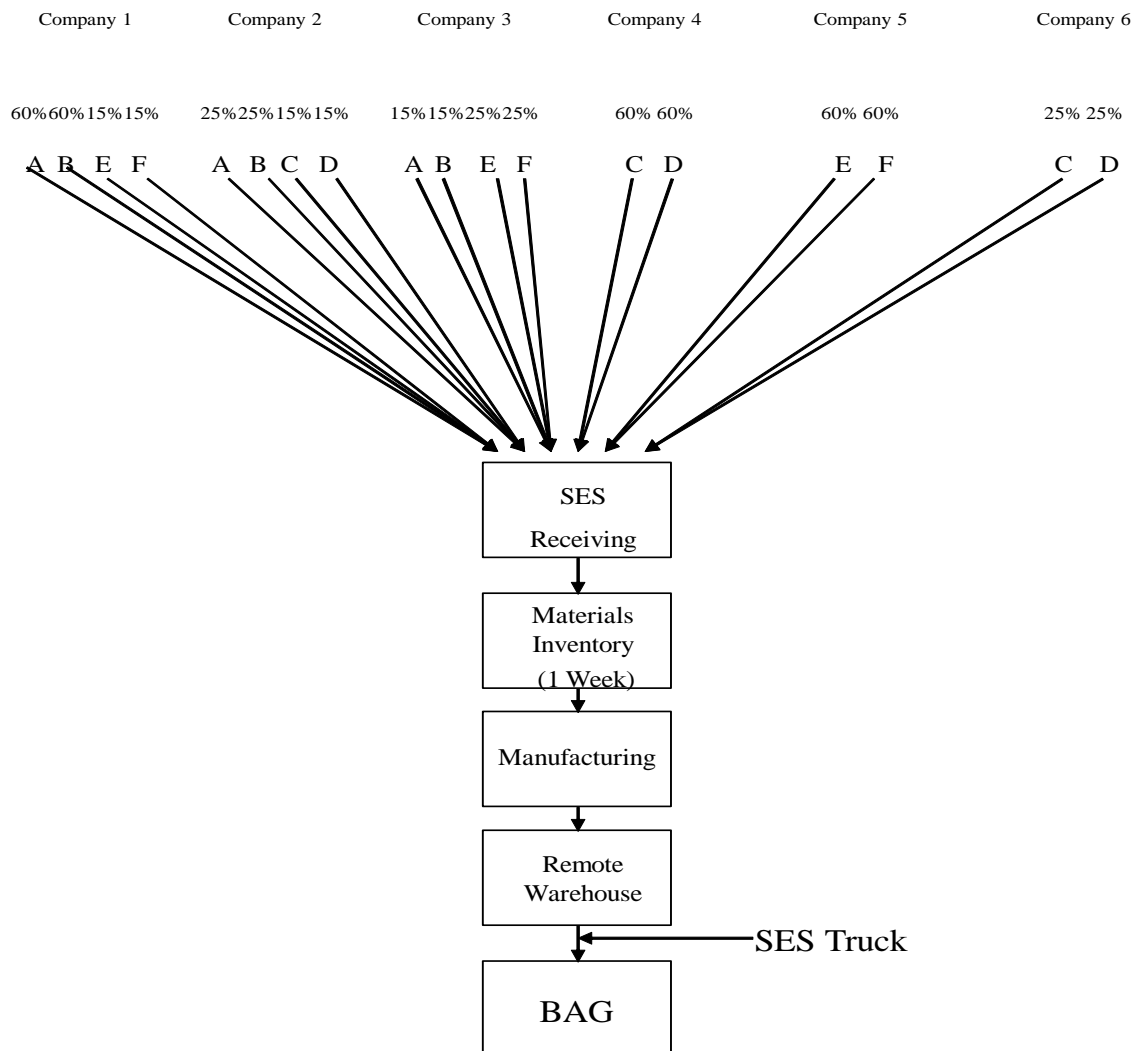 Company 1 Company 2 Company 3 Company 4 Company 5 Company 6
60%60%15%15% 25%25%15%15% 15%15%25%25% 60% 60% 60% 60% 25% 25%
A B E F A B C D A B E F C D E F C D
SES
Receiving
Materials
Inventory
(1 Week)
Manufacturing
Remote
Warehouse
SES Truck
BAG